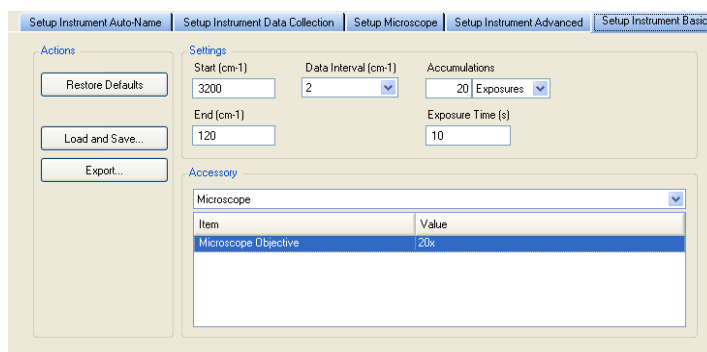 Setup Instrument Auto-Name Setup Instrument Data Collection Setup Microscope Setup Instrument Advanced Setup Instrument Basic
Actions
Restore Defaults
Load and Save...
Export...
Settings
Start (cm-1) Data Interval (cm-1) Accumulations
3200 2 20 Exposures
End (cm-1) Exposure Time (s)
120 10
Accessory
Microscope
Item Value
Microscope Objective 20x